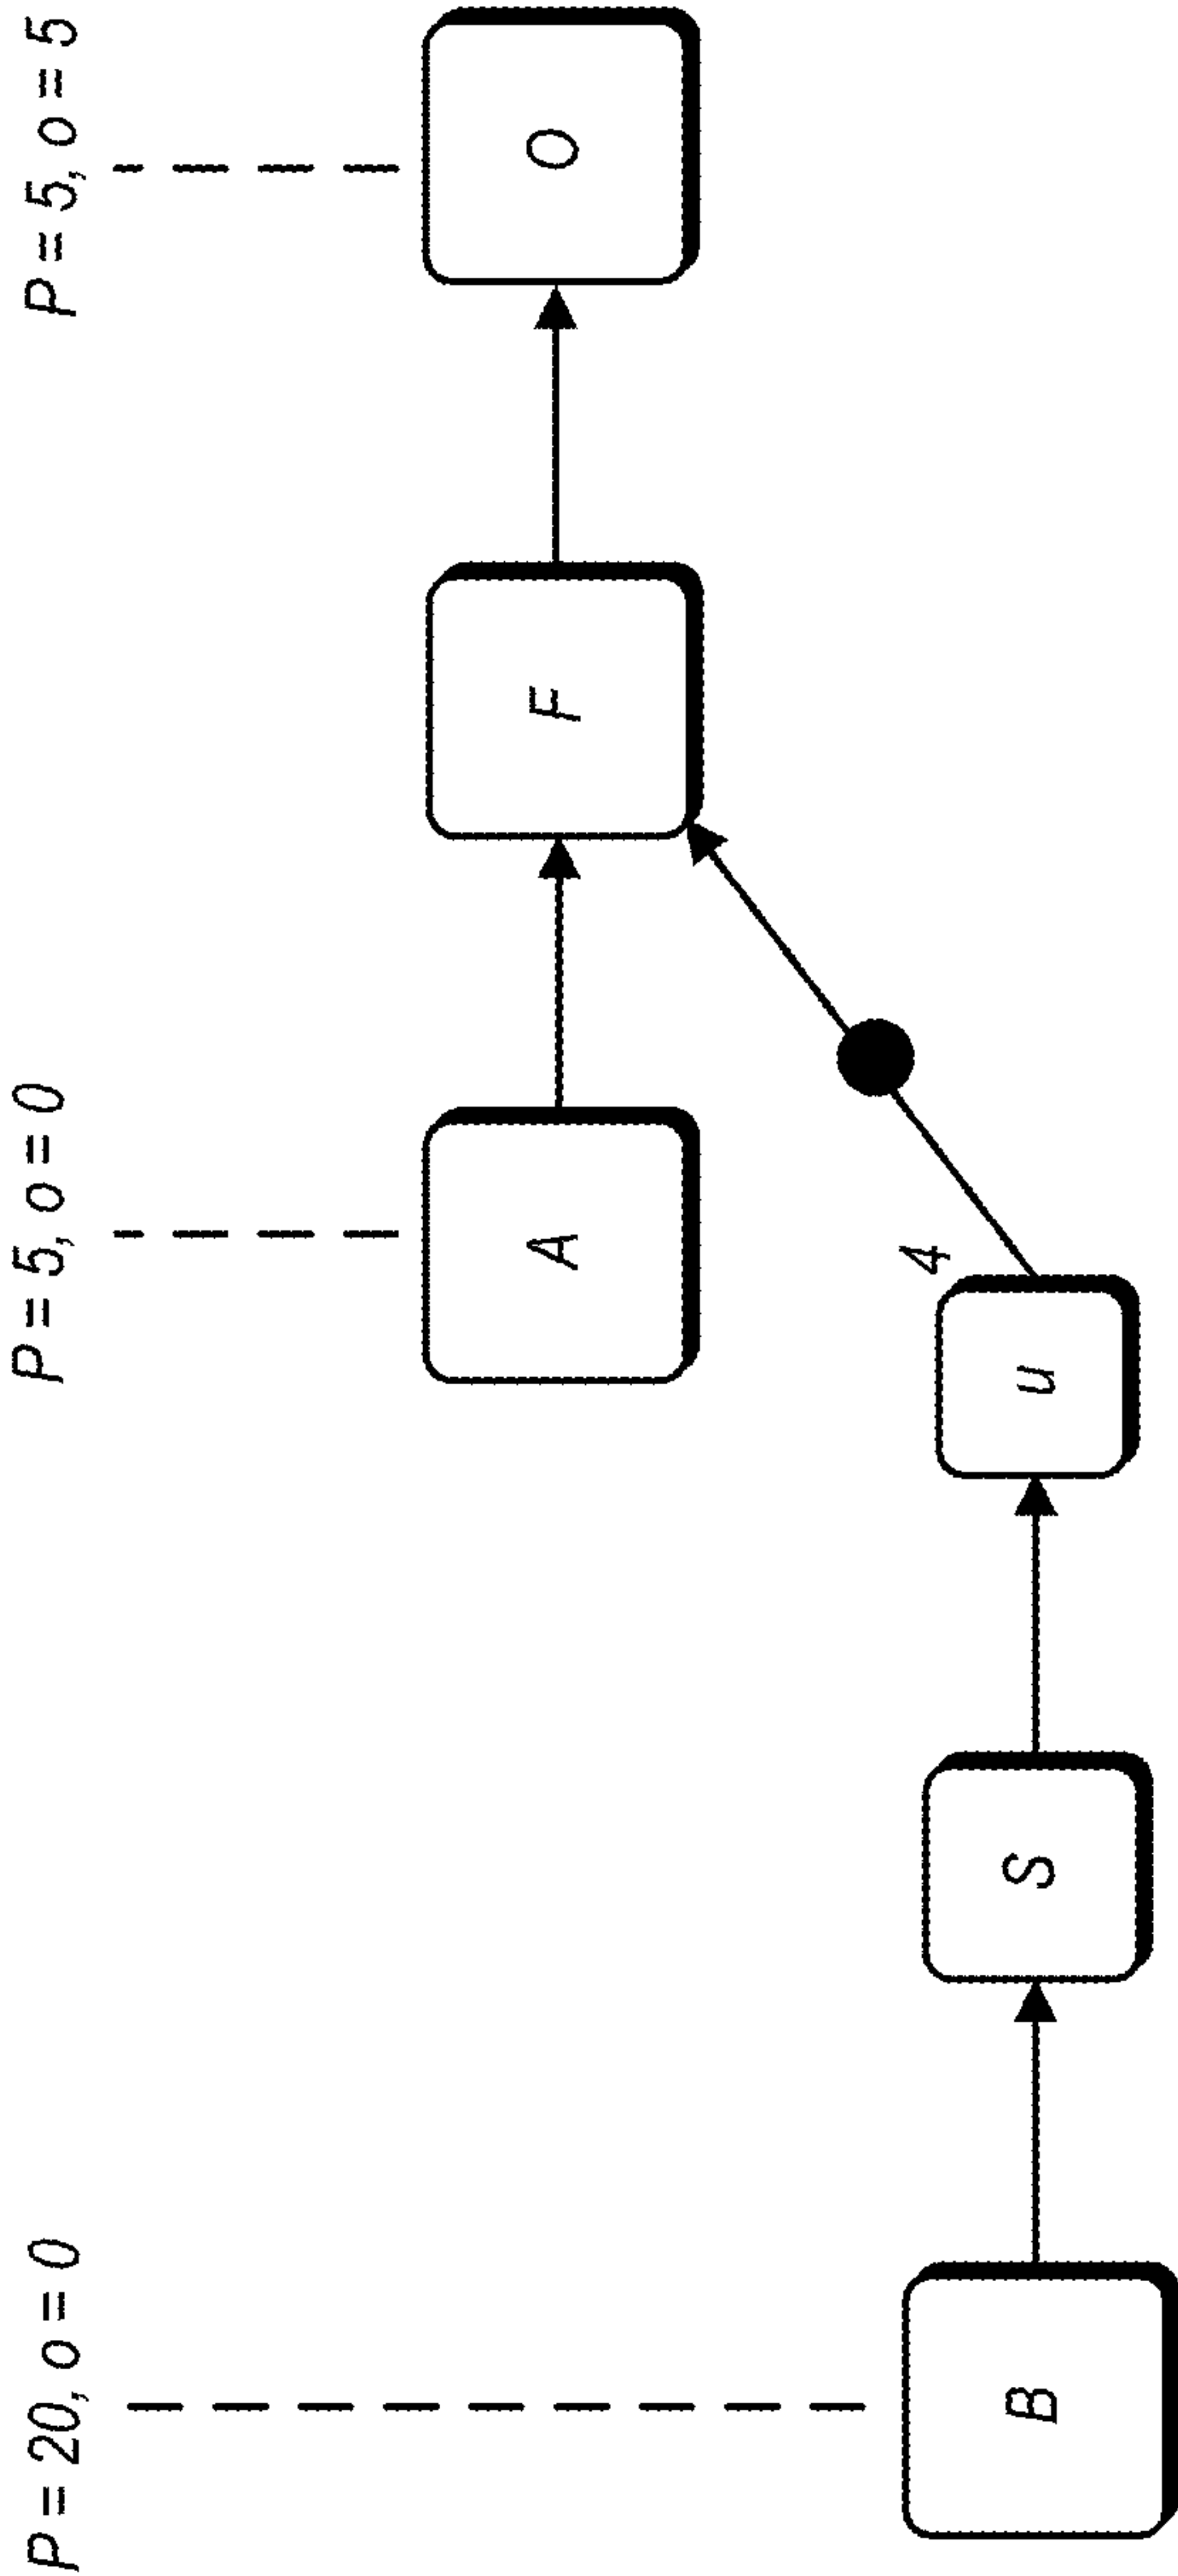 P = 20, o = 0
P = 5, o = 0
P = 5, o = 5
A
F
O
4
B
S
u